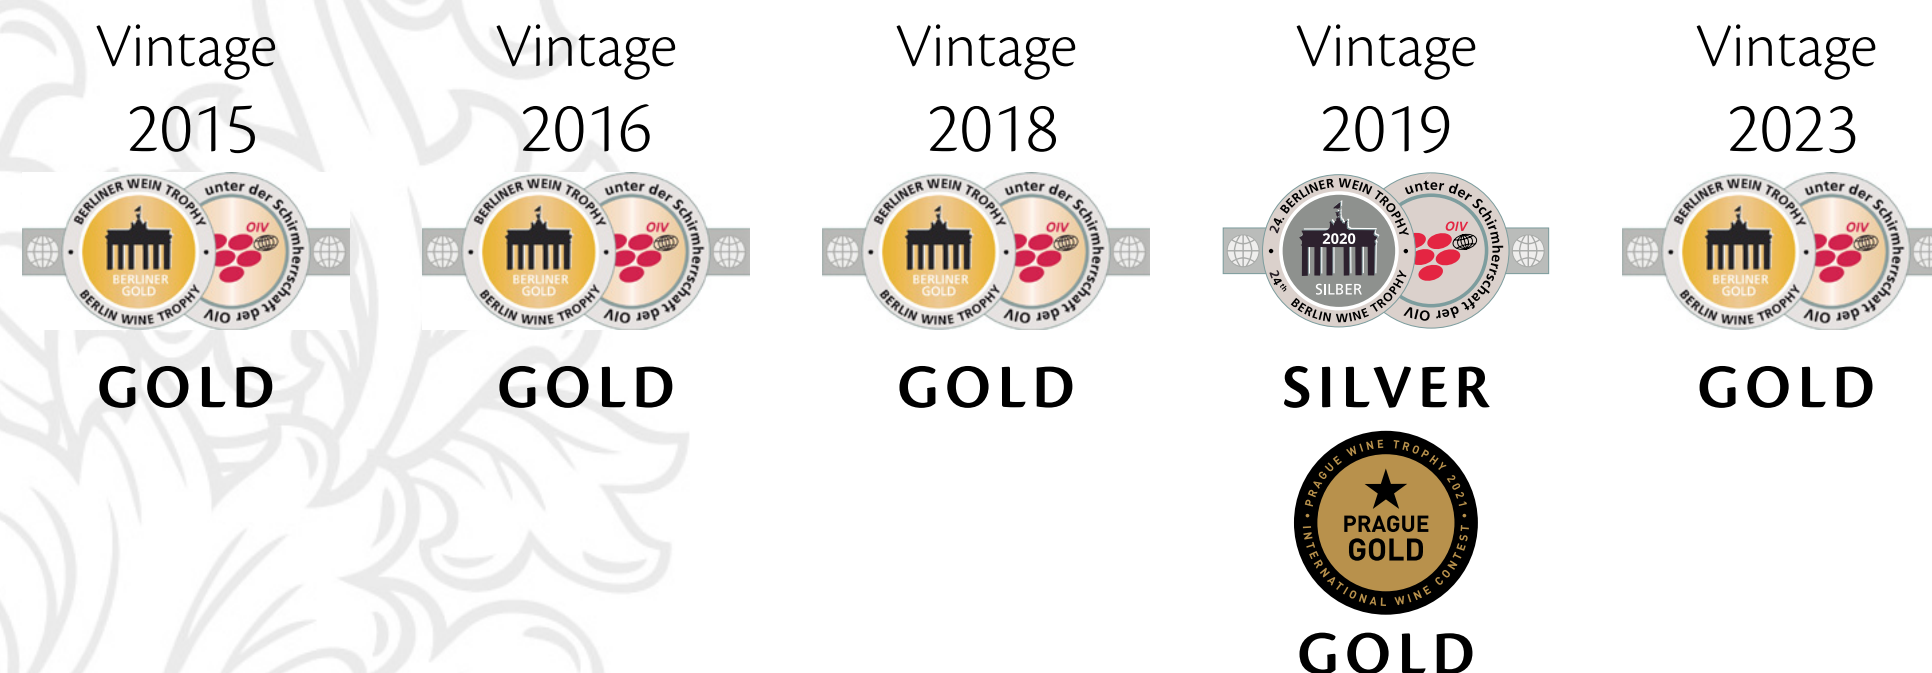 Vintage
2015
BERLINER WEIN TROPHY
BERLINER
GOLD
BERLIN WINE TROPHY
unter der Schirmherrschaft der OIV
OIV
GOLD
Vintage
2016
BERLINER WEIN TROPHY
BERLINER
GOLD
BERLIN WINE TROPHY
unter der Schirmherrschaft der OIV
OIV
GOLD
Vintage
2018
BERLINER WEIN TROPHY
BERLINER
GOLD
BERLIN WINE TROPHY
unter der Schirmherrschaft der OIV
OIV
GOLD
Vintage
2019
24. BERLINER WEIN TROPHY
2020
SILBER
24th BERLIN WINE TROPHY
unter der Schirmherrschaft der OIV
OIV
SILVER
PRAGUE WINE TROPHY 2021
PRAGUE
GOLD
INTERNATIONAL WINE CONTEST
GOLD
Vintage
2023
BERLINER WEIN TROPHY
BERLINER
GOLD
BERLIN WINE TROPHY
unter der Schirmherrschaft der OIV
OIV
GOLD